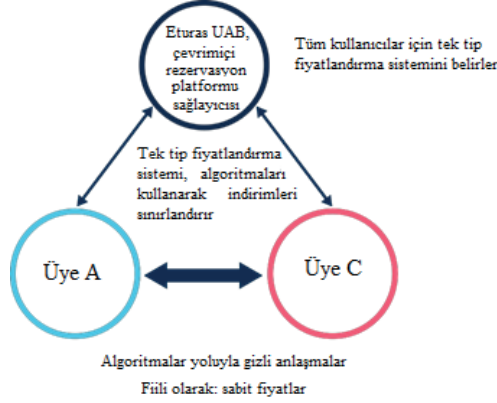 Eturas UAB,
çevrimiçi
rezervasyon
platformu
sağlayıcısı
Tüm kullanıcılar için tek tip
fiyatlandırma sistemini belirler
Tek tip fiyatlandırma
sistemi, algoritmaları
kullanarak indirimleri
sınırlandırır
Üye A
Üye C
Algoritmalar yoluyla gizli anlaşmalar
Fiili olarak: sabit fiyatlar